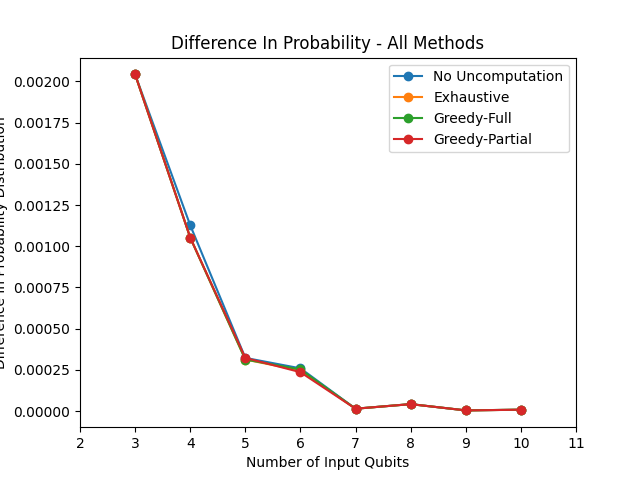 Difference In Probability - All Methods
No Uncomputation
Exhaustive
Greedy-Full
Greedy-Partial
Difference In Probability Distribution
0.00200
0.00175
0.00150
0.00125
0.00100
0.00075
0.00050
0.00025
0.00000
2 3 4 5 6 7 8 9 10 11
Number of Input Qubits